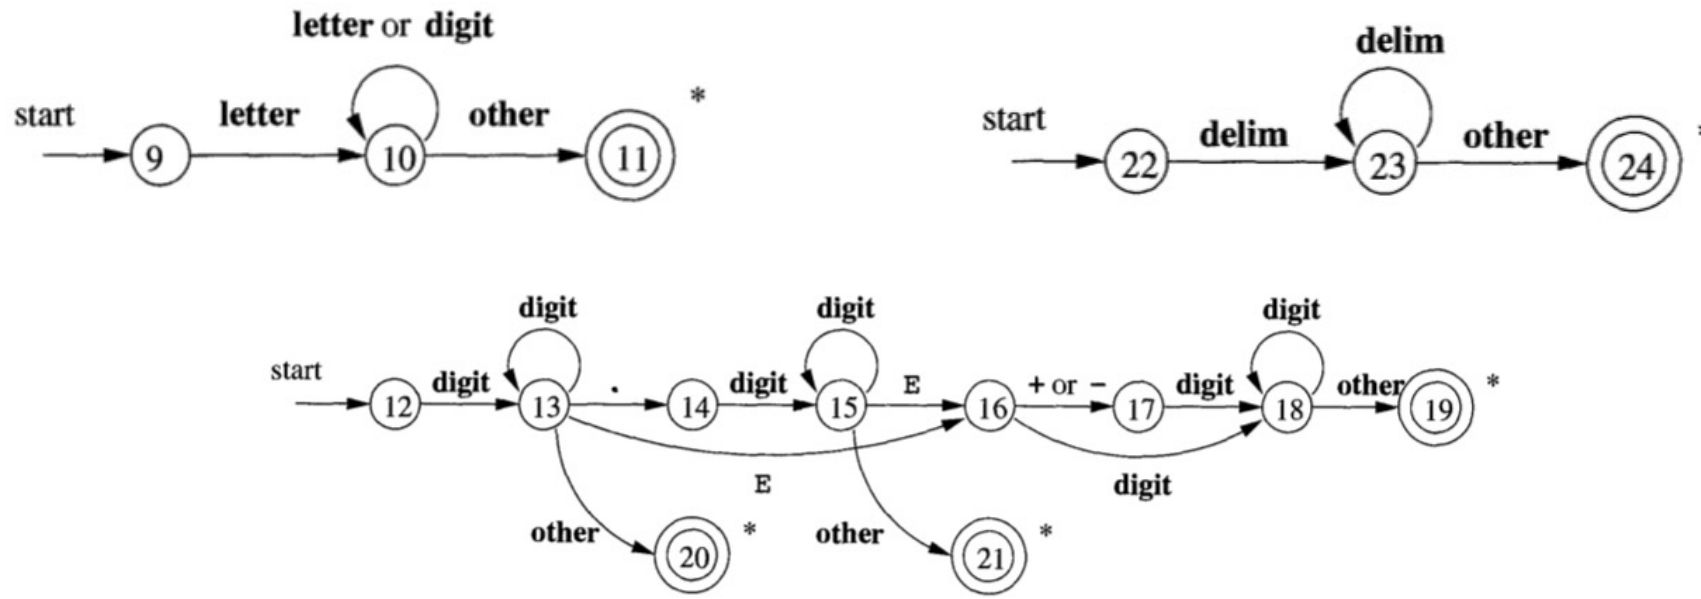 letter or digit
start letter other *
9 10 11
delim
start delim other *
22 23 24
digit digit digit
start digit . digit E + or - digit other *
12 13 14 15 16 17 18 19
E digit
other * other *
20 21